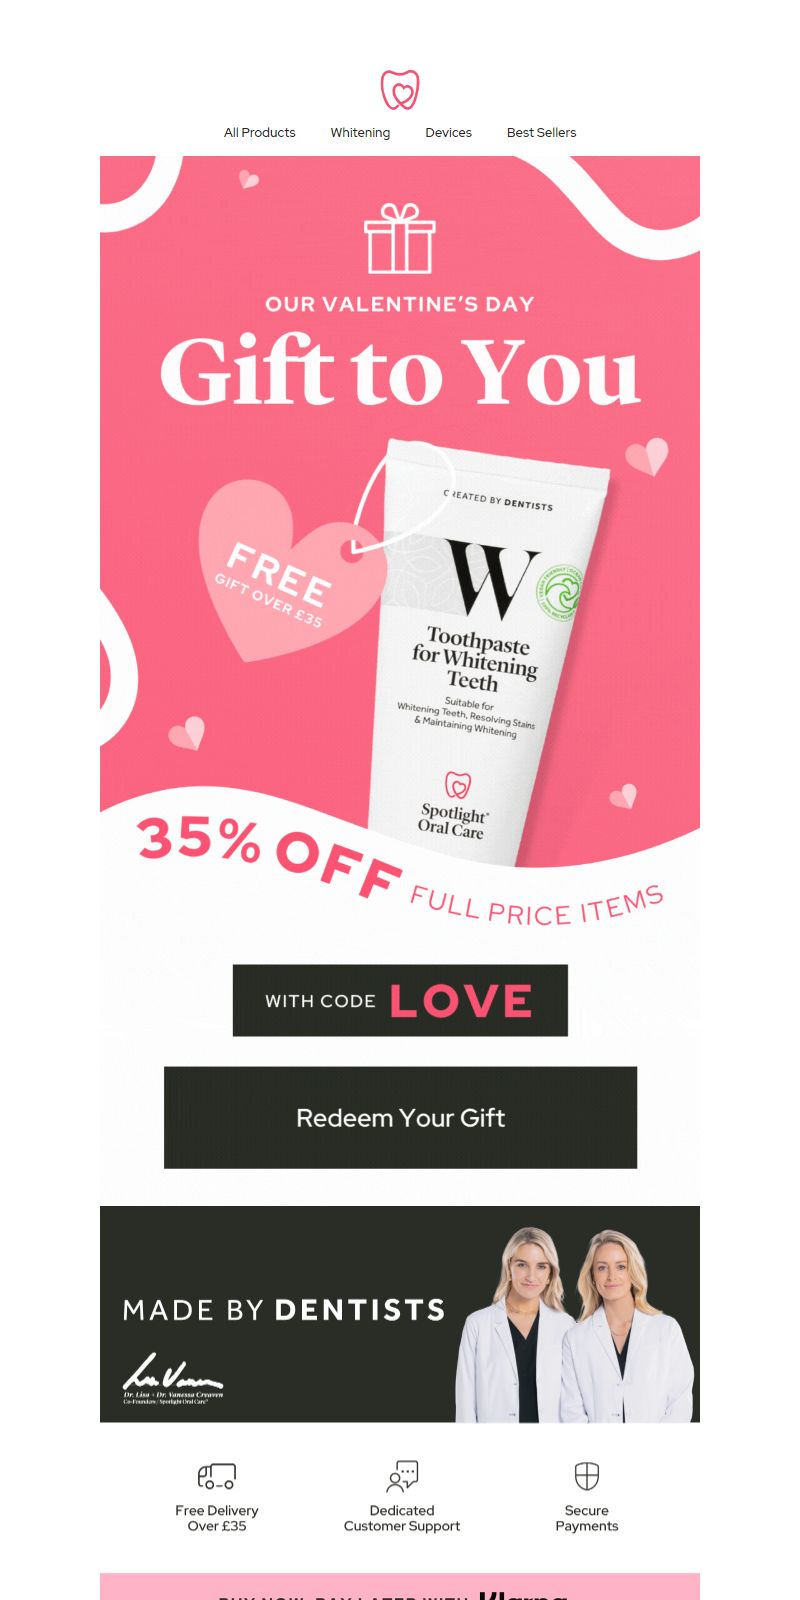 All Products Whitening Devices Best Sellers
OUR VALENTINE'S DAY
Gift to You
FREE
GIFT OVER £35
CREATED BY DENTISTS
W
Toothpaste
for Whitening
Teeth
Suitable for
Whitening Teeth, Resolving Stains
& Maintaining Whitening
Spotlight
Oral Care
35% OFF FULL PRICE ITEMS
WITH CODE LOVE
Redeem Your Gift
MADE BY DENTISTS
Dr. Lisa + Dr. Vanessa Creaven
Co-Founders/Spotlight Oral Care
Free Delivery
Over £35
Dedicated
Customer Support
Secure
Payments
BUY NOW, PAY LATER WITH Klarna